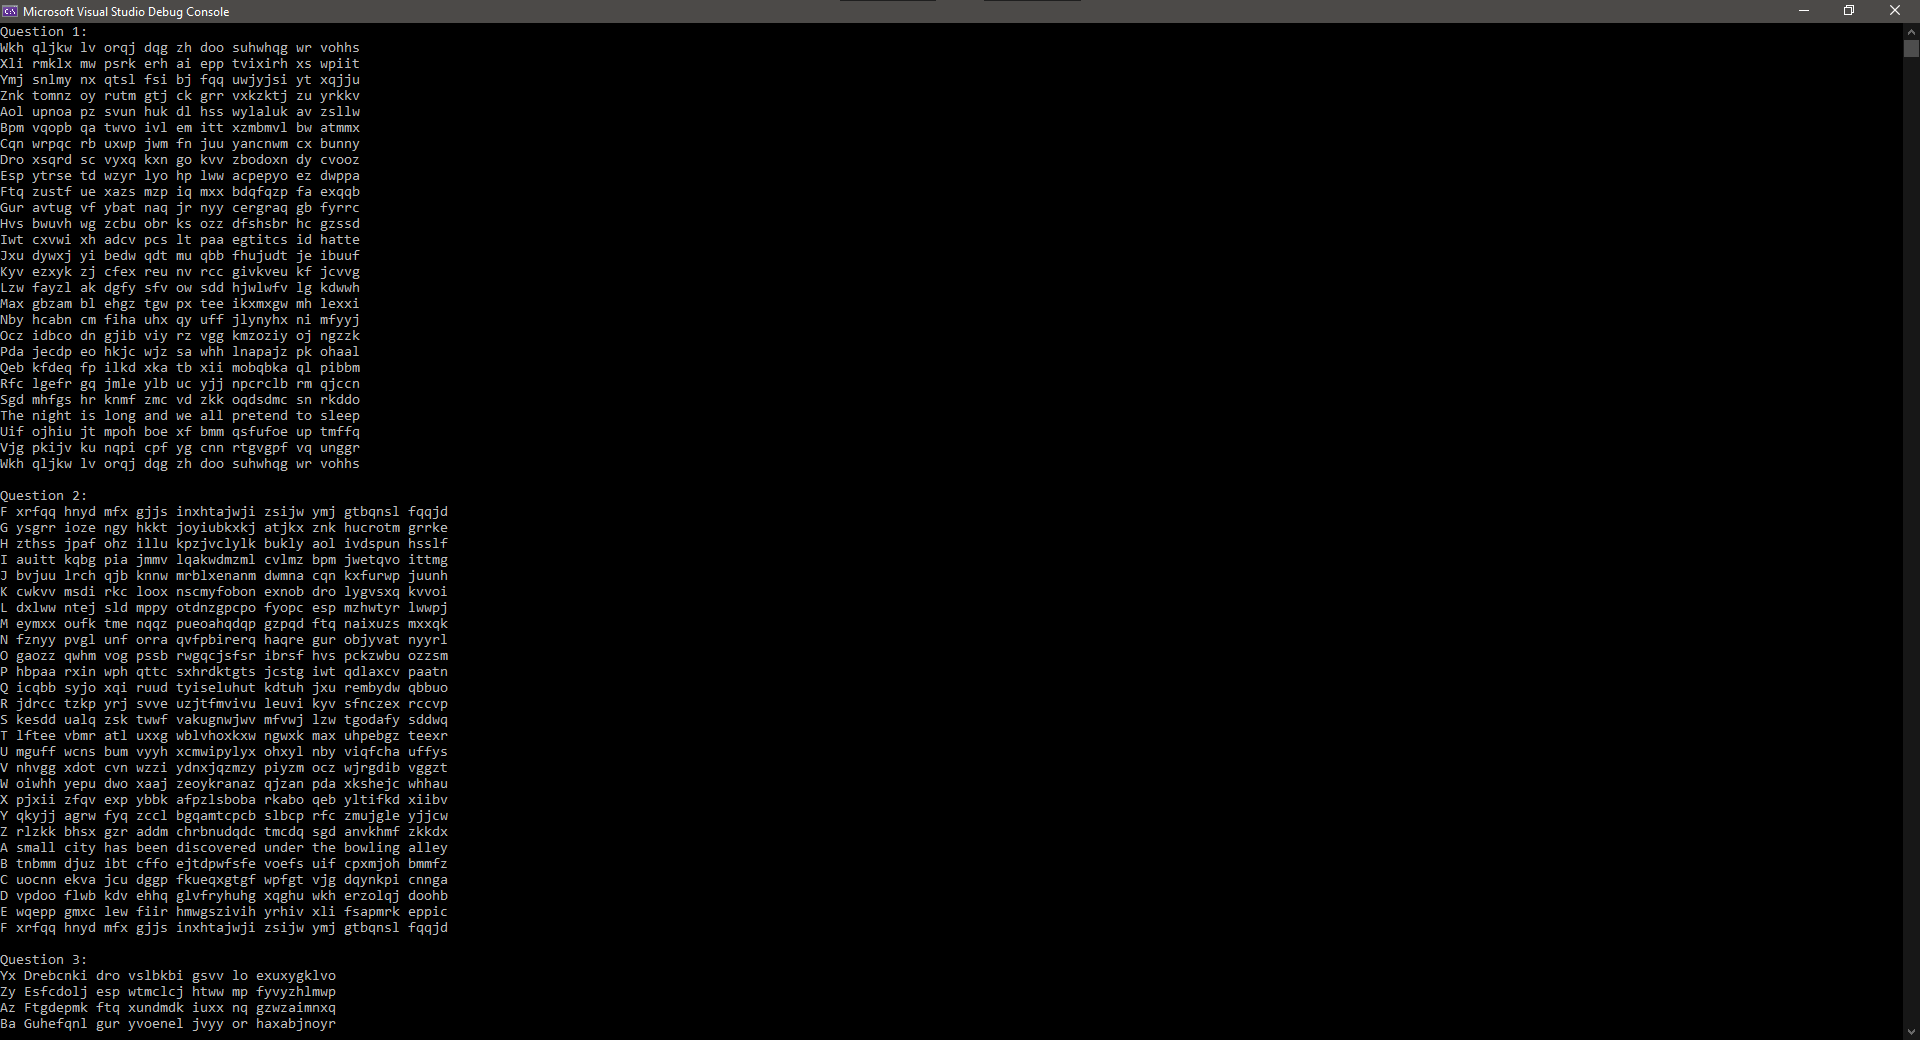 Microsoft Visual Studio Debug Console
Question 1:
Wkh qljkw lv orqj dqg zh doo suhwhqg wr vohhs
Xli rmklx mw psrk erh ai epp tvixirh xs wpiit
Ymj snlmy nx qtsl fsi bj fqq uwjyjsi yt xqjju
Znk tomnz oy rutm gtj ck grr vxkzktj zu yrkkv
Aol upnoa pz svun huk dl hss wylaluk av zsllw
Bpm vqopb qa twvo ivl em itt xzmbmvl bw atmmx
Cqn wrpqc rb uxwp jwm fn juu yancnwm cx bunny
Dro xsqrd sc vyxq kxn go kvv zbodoxn dy cvooz
Esp ytrse td wzyr lyo hp lww acpepyo ez dwppa
Ftq zustf ue xazs mzp iq mxx bdqfqzp fa exqqb
Gur avtug vf ybat naq jr nyy cergraq gb fyrrc
Hvs bwuvh wg zcbu obr ks ozz dfshsbr hc gzssd
Iwt cxvwi xh adcv pcs lt paa egtitcs id hatte
Jxu dywxj yi bedw qdt mu qbb fhujudt je ibuuf
Kyv ezxyk zj cfex reu nv rcc givkveu kf jcvvg
Lzw fayzl ak dgfy sfv ow sdd hjwlwfv lg kdwwh
Max gbzam bl ehgz tgw px tee ikxmxgw mh lexxi
Nby hcabn cm fiha uhx qy uff jlynyhx ni mfyyj
Ocz idbco dn gjib viy rz vgg kmzoziy oj ngzzk
Pda jecdp eo hkjc wjz sa whh lnapajz pk ohaal
Qeb kfdeq fp ilkd xka tb xii mobqbka ql pibbm
Rfc lgefr gq jmle ylb uc yjj npcrclb rm qjccn
Sgd mhfgs hr knmf zmc vd zkk oqdsdmc sn rkddo
The night is long and we all pretend to sleep
Uif ojhiu jt mpoh boe xf bmm qsfufoe up tmffq
Vjg pkijv ku nqpi cpf yg cnn rtgvgpf vq unggr
Wkh qljkw lv orqj dqg zh doo suhwhqg wr vohhs
Question 2:
F xrfqq hnyd mfx gjjs inxhtajwji zsijw ymj gtbqnsl fqqjd
G ysgrr ioze ngy hkkt joyiubkxkj atjkx znk hucrotm grrke
H zthss jpaf ohz illu kpzjvclylk bukly aol ivdspun hsslf
I auitt kqbg pia jmmv lqakwdmzml cvlmz bpm jwetqvo ittmg
J bvjuu lrch qjb knnw mrblxenanm dwmna cqn kxfurwp juunh
K cwkvv msdi rkc loox nscmyfobon exnob dro lygvsxq kvvoi
L dxlww ntej sld mppy otdnzgpcpo fyopc esp mzhwtyr lwwpj
M eymxx oufk tme nqqz pueoahqdqp gzpqd ftq naixuzs mxxqk
N fznyy pvgl unf orra qvfpbirerq haqre gur objyvat nyyrl
O gaozz qwhm vog pssb rwgqcjsfsr ibrsf hvs pckzwbu ozzsm
P hbpaa rxin wph qttc sxhrdktgts jcstg iwt qdlaxcv paatn
Q icqbb syjo xqi ruud tyiseluhut kdtuh jxu rembydw qbbuo
R jdrcc tzkp yrj svve uzjtfmvivu leuvi kyv sfnczex rccvp
S kesdd ualq zsk twwf vakugnwjwv mfvwj lzw tgodafy sddwq
T lftee vbmr atl uxxg wblvhoxkxw ngwxk max uhpebgz teexr
U mguff wcns bum vyyh xcmwipylyx ohxyl nby viqfcha uffys
V nhvgg xdot cvn wzzi ydnxjqzmzy piyzm ocz wjrgdib vggzt
W oiwhh yepu dwo xaaj zeoykranaz qjzan pda xkshejc whhau
X pjxii zfqv exp ybbk afpzlsboba rkabo qeb yltifkd xiibv
Y qkyjj agrw fyq zccl bgqamtcpcb slbcp rfc zmujgle yjjcw
Z rlzkk bhsx gzr addm chrbnudqdc tmcdq sgd anvkhmf zkkdx
A small city has been discovered under the bowling alley
B tnbmm djuz ibt cffo ejtdpwfsfe voefs uif cpxmjoh bmmfz
C uocnn ekva jcu dggp fkueqxgtgf wpfgt vjg dqynkpi cnnga
D vpdoo flwb kdv ehhq glvfryhuhg xqghu wkh erzolqj doohb
E wqepp gmxc lew fiir hmwgszivih yrhiv xli fsapmrk eppic
F xrfqq hnyd mfx gjjs inxhtajwji zsijw ymj gtbqnsl fqqjd
Question 3:
Yx Drebcnki dro vslbkbi gsvv lo exuxygklvo
Zy Esfcdolj esp wtmclcj htww mp fyvyzhlmwp
Az Ftgdepmk ftq xundmdk iuxx nq gzwzaimnxq
Ba Guhefqnl gur yvoenel jvyy or haxabjnoyr